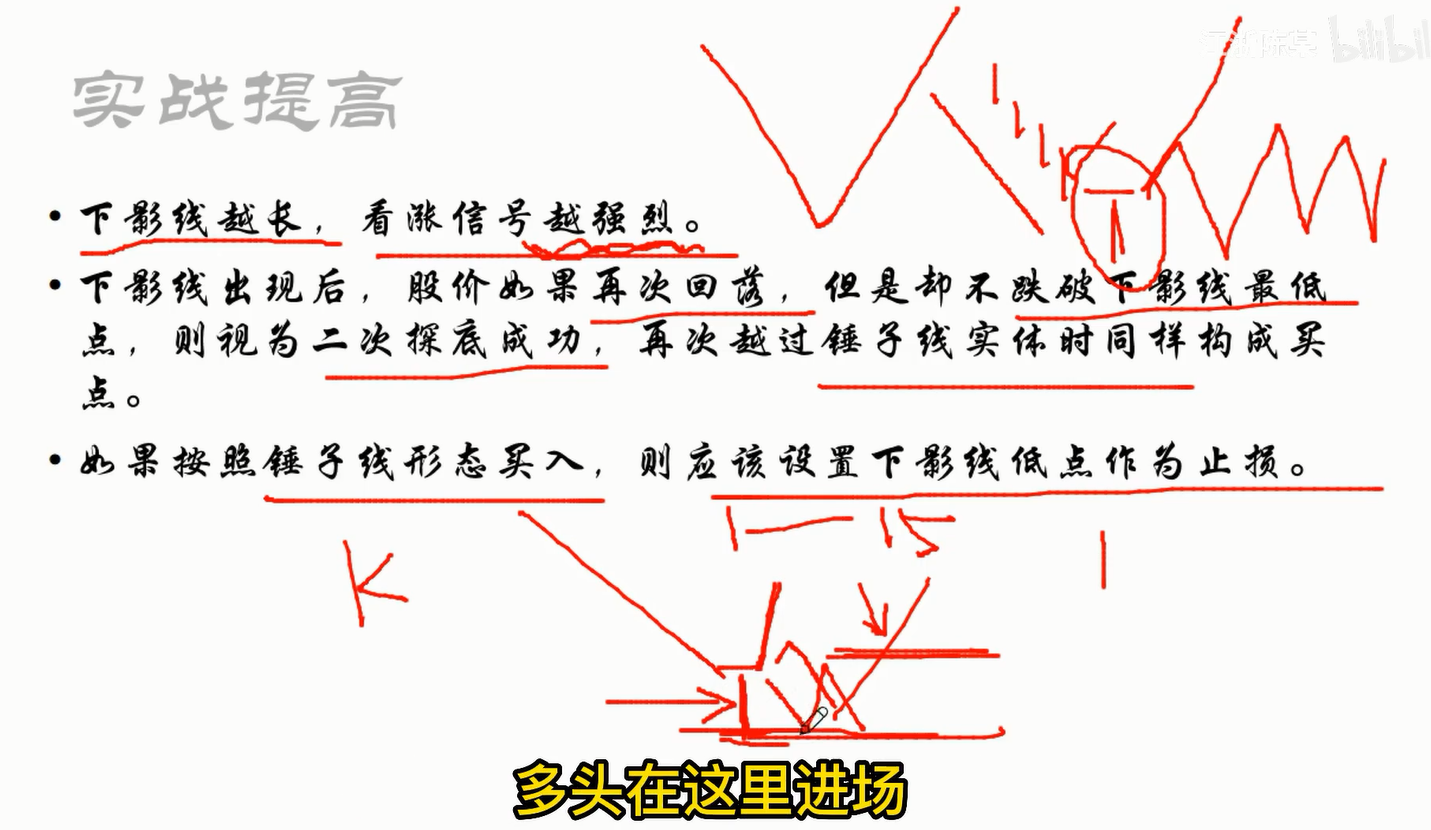 实战提高
bilibil
• 下影线越长，看涨信号越强烈。
• 下影线出现后，股价如果再次回落，但是却不跌破下影线最低
点，则视为二次探底成功，再次越过锤子线实体时同样构成买
点。
• 如果按照锤子线形态买入，则应该设置下影线低点作为止损。
K
多头在这里进场